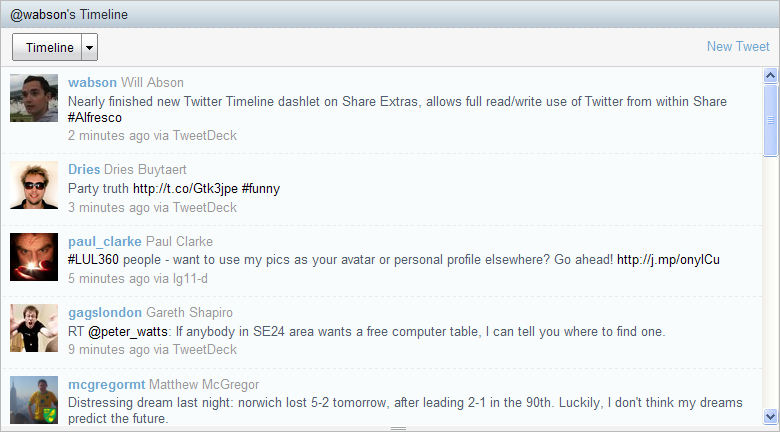 @wabson's Timeline
Timeline
New Tweet
wabson Will Abson
Nearly finished new Twitter Timeline dashlet on Share Extras, allows full read/write use of Twitter from within Share
#Alfresco
2 minutes ago via TweetDeck
Dries Dries Buytaert
Party truth http://t.co/Gtk3jpe #funny
3 minutes ago via TweetDeck
paul_clarke Paul Clarke
#LUL360 people - want to use my pics as your avatar or personal profile elsewhere? Go ahead! http://j.mp/onylCu
5 minutes ago via lg11-d
gagslondon Gareth Shapiro
RT @peter_watts: If anybody in SE24 area wants a free computer table, I can tell you where to find one.
9 minutes ago via TweetDeck
mcgregormt Matthew McGregor
Distressing dream last night: norwich lost 5-2 tomorrow, after leading 2-1 in the 90th. Luckily, I don't think my dreams
predict the future.